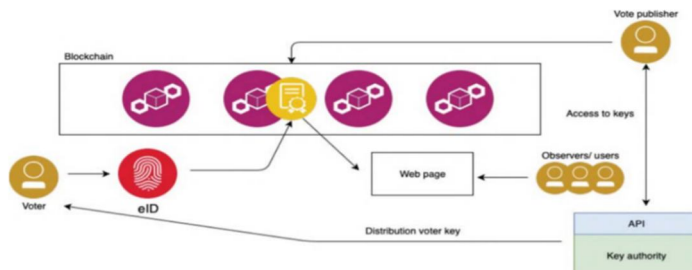 Vote publisher
Blockchain
Access to keys
Observers/ users
Web page
Voter
eID
Distribution voter key
API
Key authority